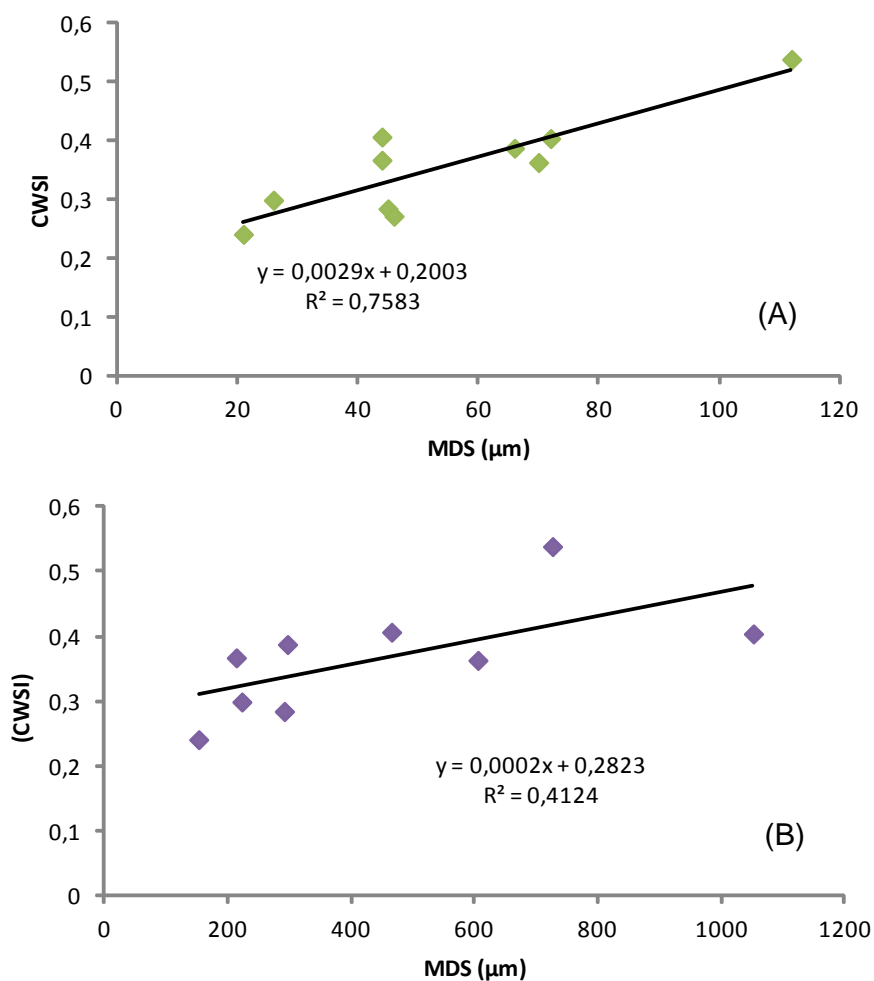 0,6
0,5
0,4
0,3
0,2
0,1
0
CWSI
y = 0,0029x + 0,2003
R² = 0,7583
(A)
0 20 40 60 80 100 120
MDS (µm)
0,6
0,5
0,4
0,3
0,2
0,1
0
(CWSI)
y = 0,0002x + 0,2823
R² = 0,4124
(B)
0 200 400 600 800 1000 1200
MDS (µm)